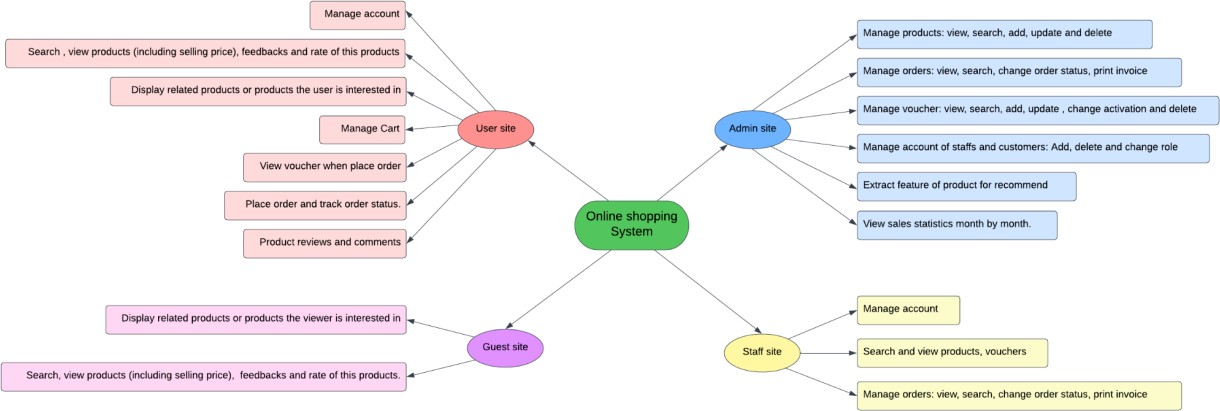 Manage account
Search , view products (including selling price), feedbacks and rate of this products
Display related products or products the user is interested in
Manage Cart
View voucher when place order
Place order and track order status.
Product reviews and comments
User site
Admin site
Manage products: view, search, add, update and delete
Manage orders: view, search, change order status, print invoice
Manage voucher: view, search, add, update , change activation and delete
Manage account of staffs and customers: Add, delete and change role
Extract feature of product for recommend
View sales statistics month by month.
Online shopping
System
Display related products or products the viewer is interested in
Search, view products (including selling price), feedbacks and rate of this products.
Guest site
Staff site
Manage account
Search and view products, vouchers
Manage orders: view, search, change order status, print invoice